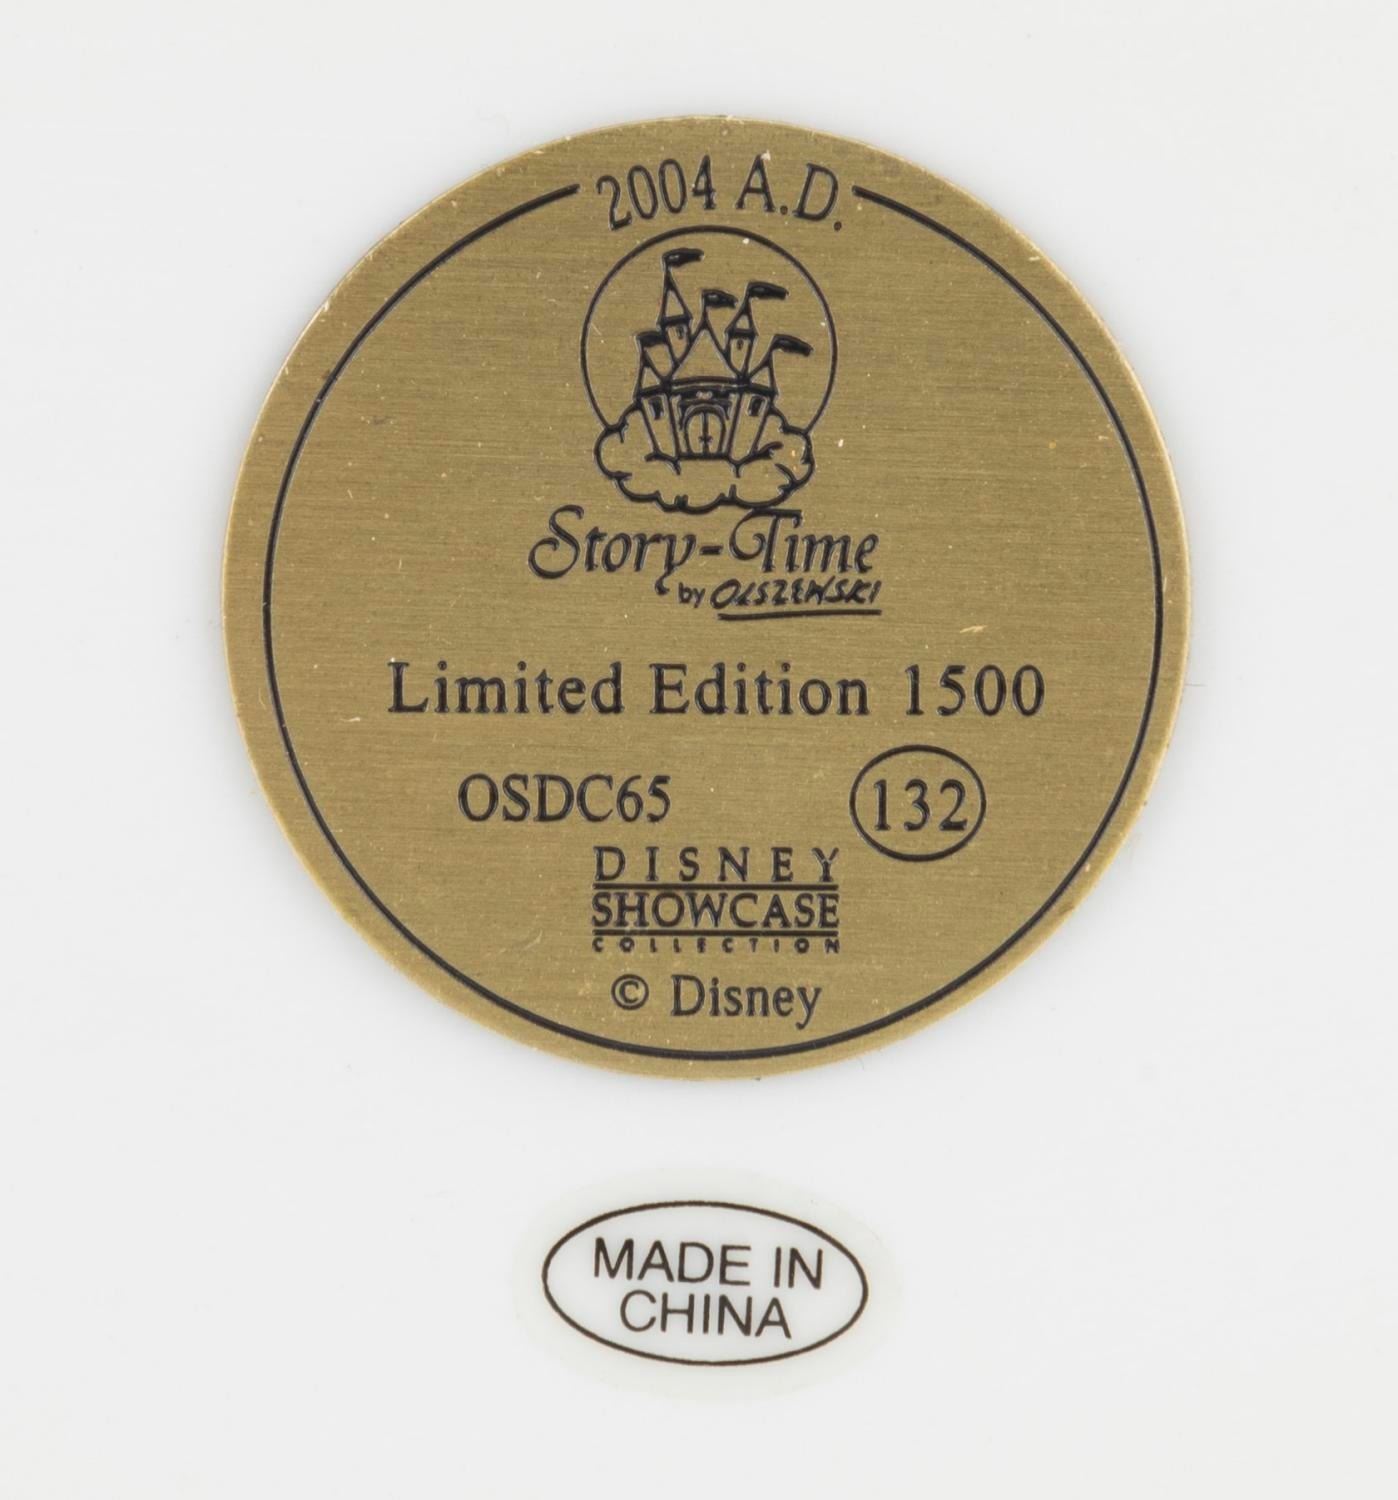 2004 A.D.
Story-Time
by OLSZEWSKI
Limited Edition 1500
OSDC65 132
DISNEY
SHOWCASE
COLLECTION
© Disney
MADE IN
CHINA